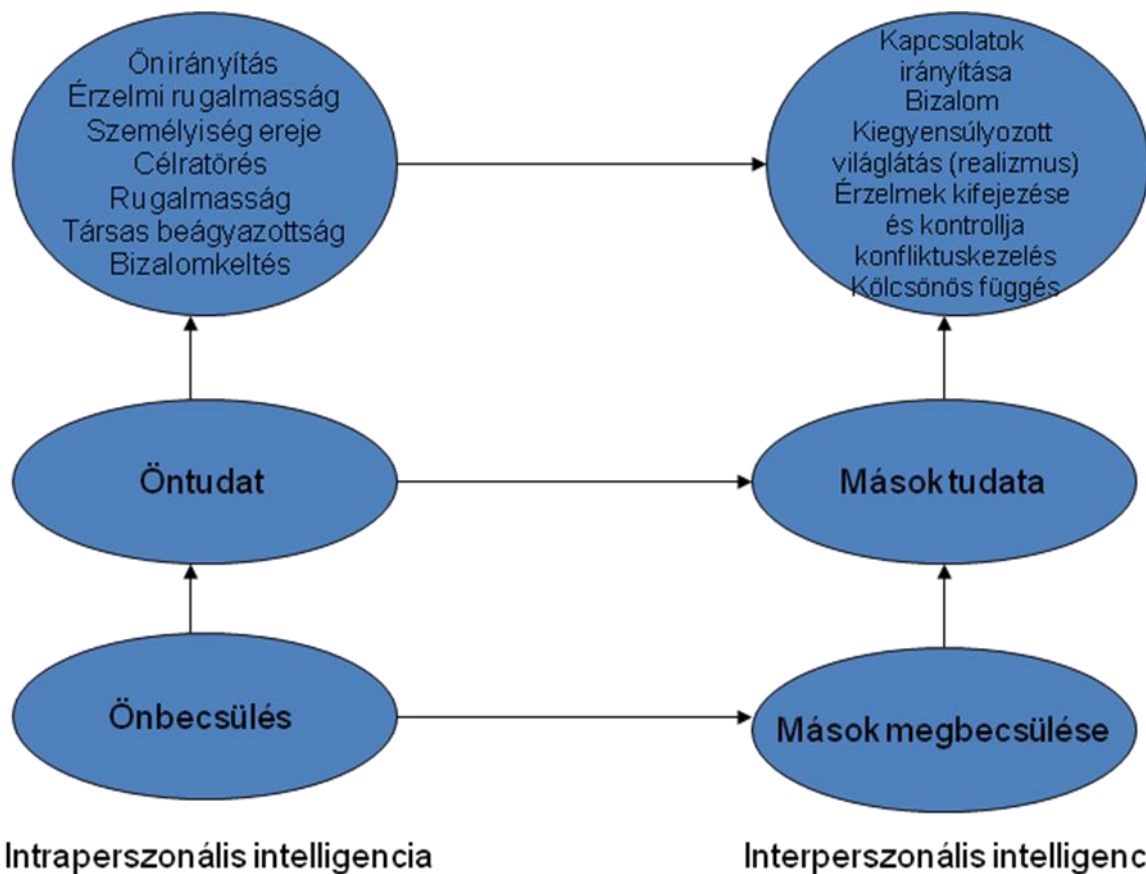 Önirányítás
Érzelmi rugalmasság
Személyiség ereje
Célratörés
Rugalmasság
Társas beágyazottság
Bizalomkeltés
Kapcsolatok
irányítása
Bizalom
Kiegyensúlyozott
világlátás (realizmus)
Érzelmek kifejezése
és kontrollja
konfliktuskezelés
Kölcsönös függés
Öntudat
Mások tudata
Önbecsülés
Mások megbecsülése
Intraperszonális intelligencia
Interperszonális intelligenc